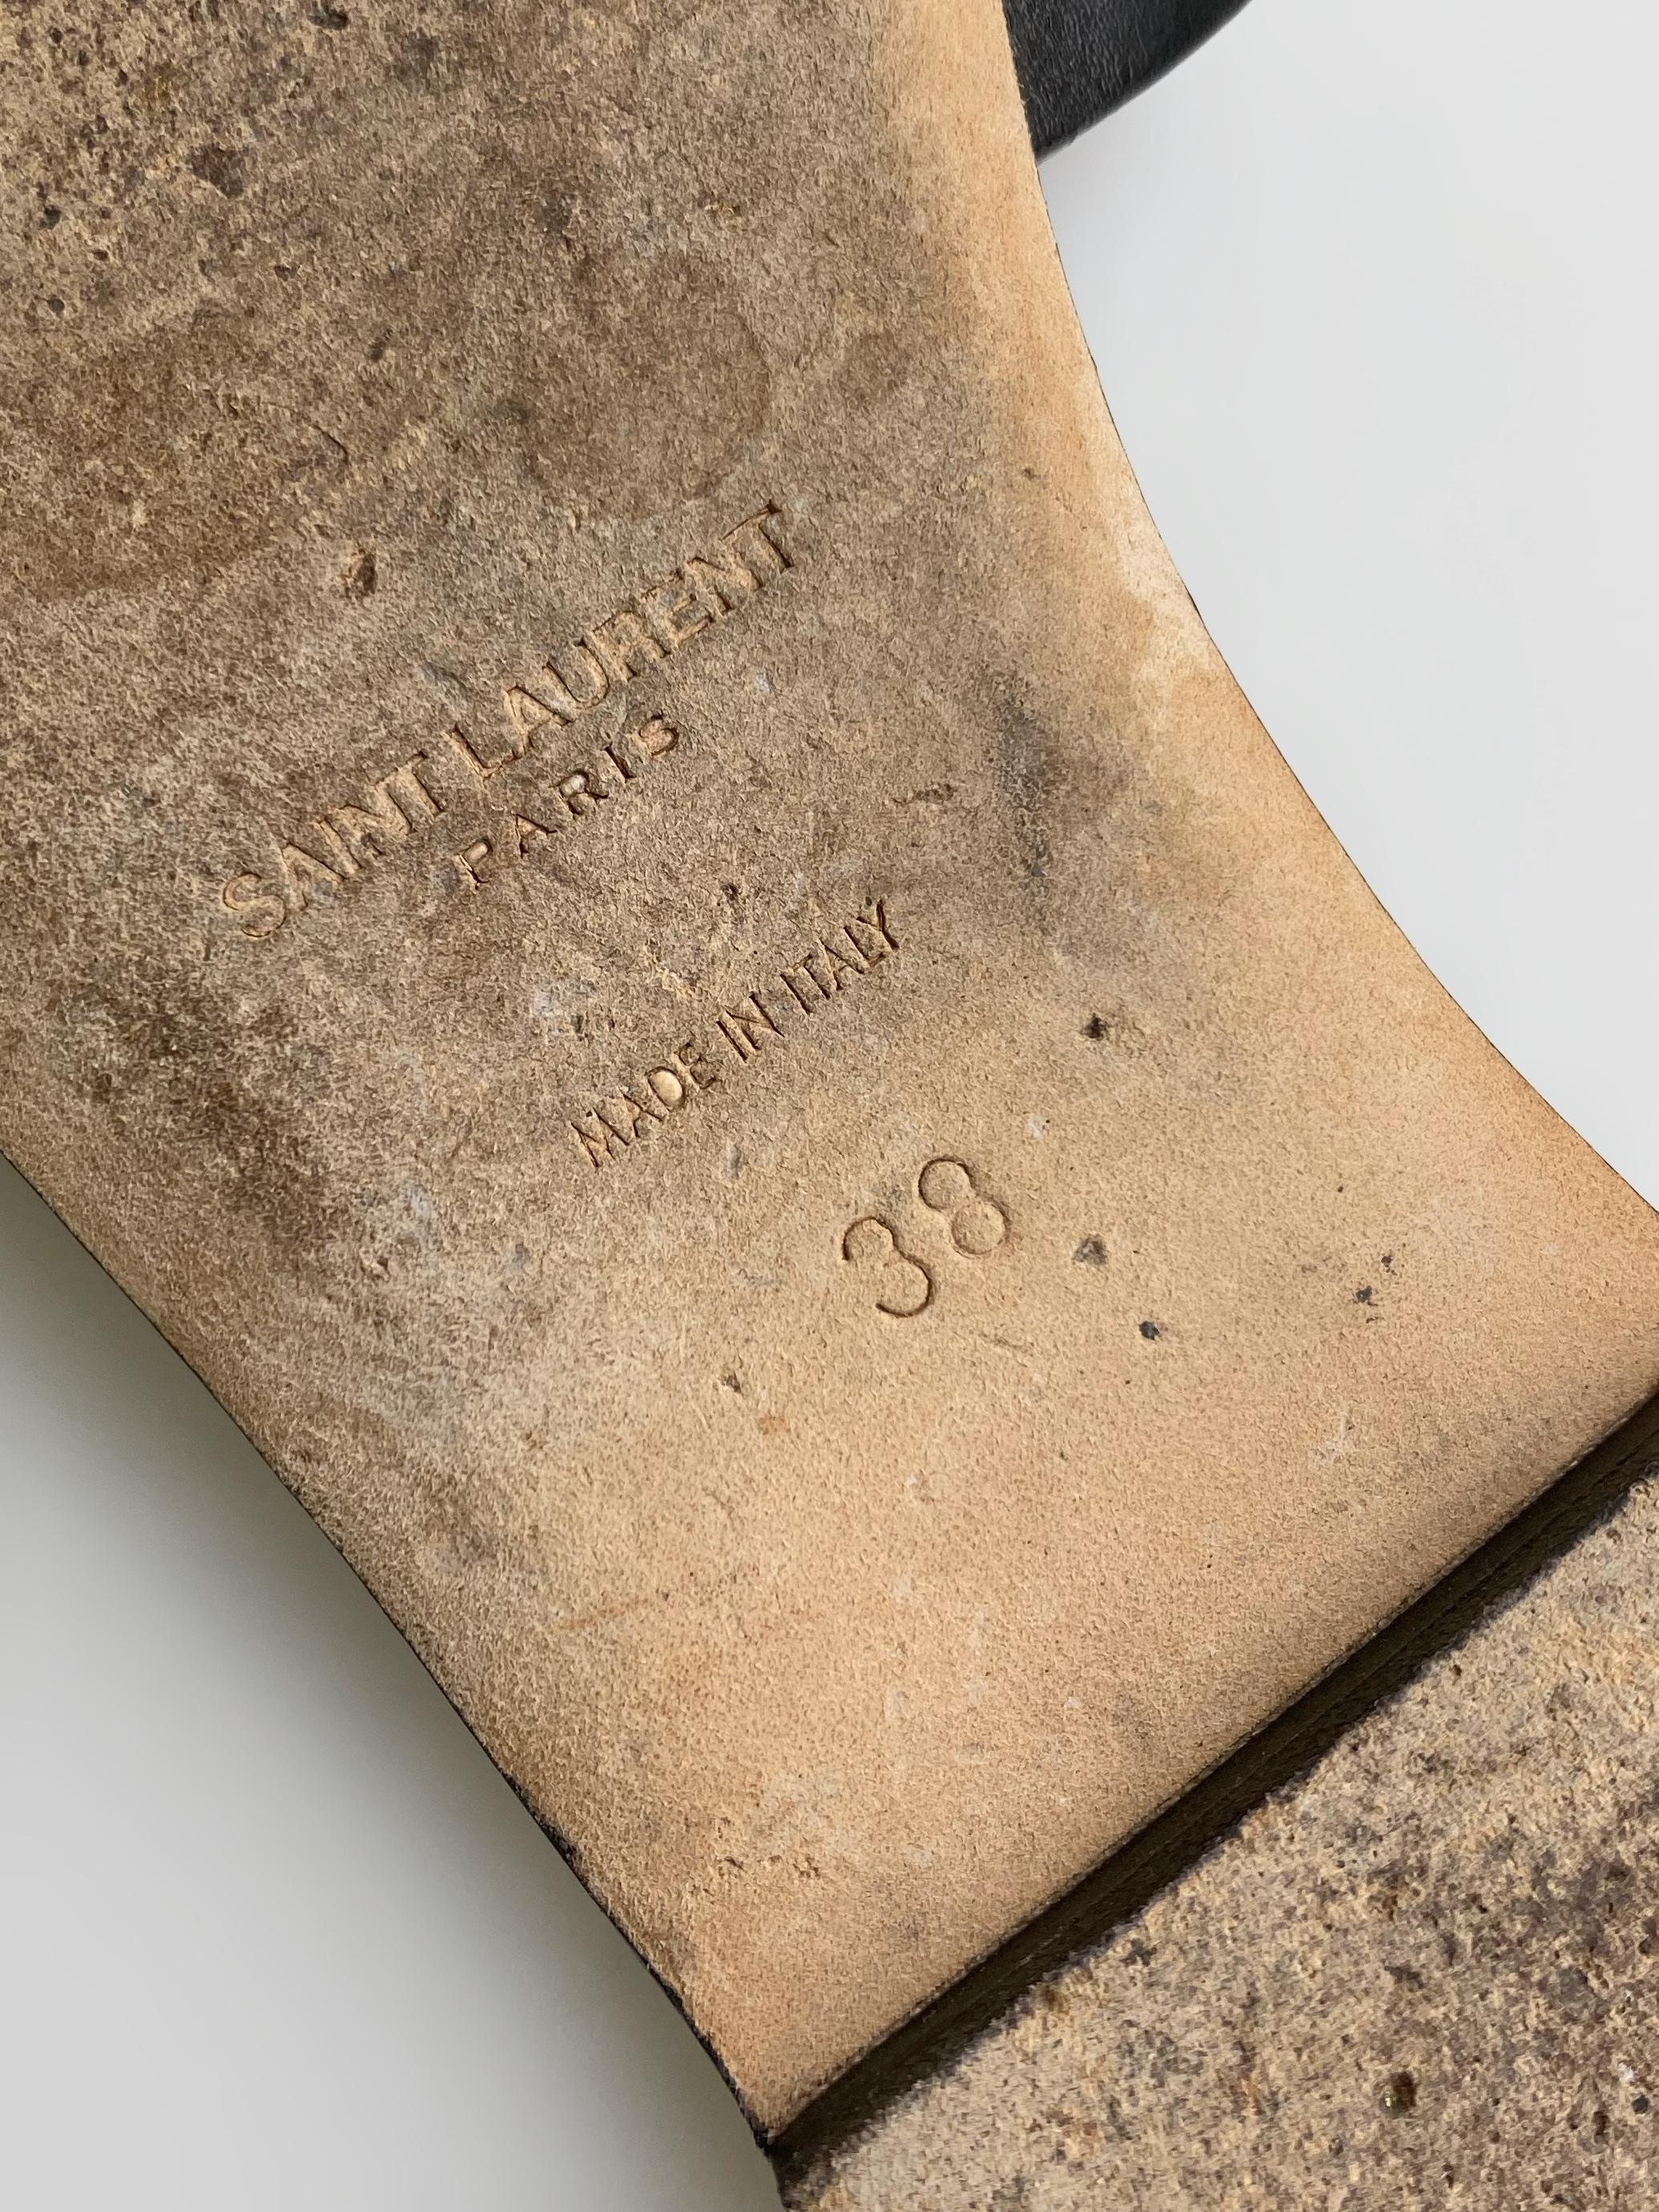 SAINT LAURENT
PARIS
MADE IN ITALY
38